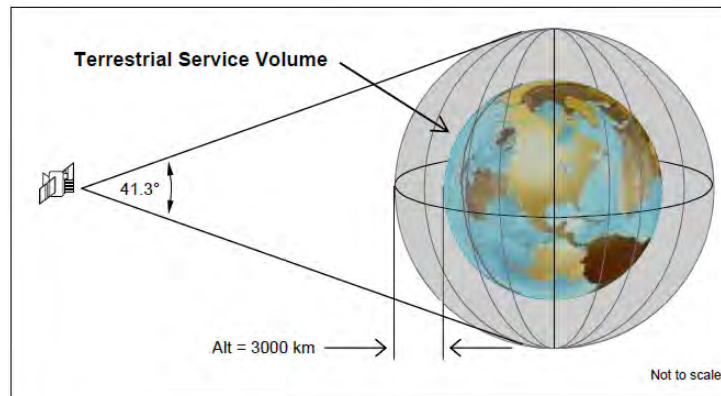 Terrestrial Service Volume
41.3°
Alt = 3000 km
Not to scale